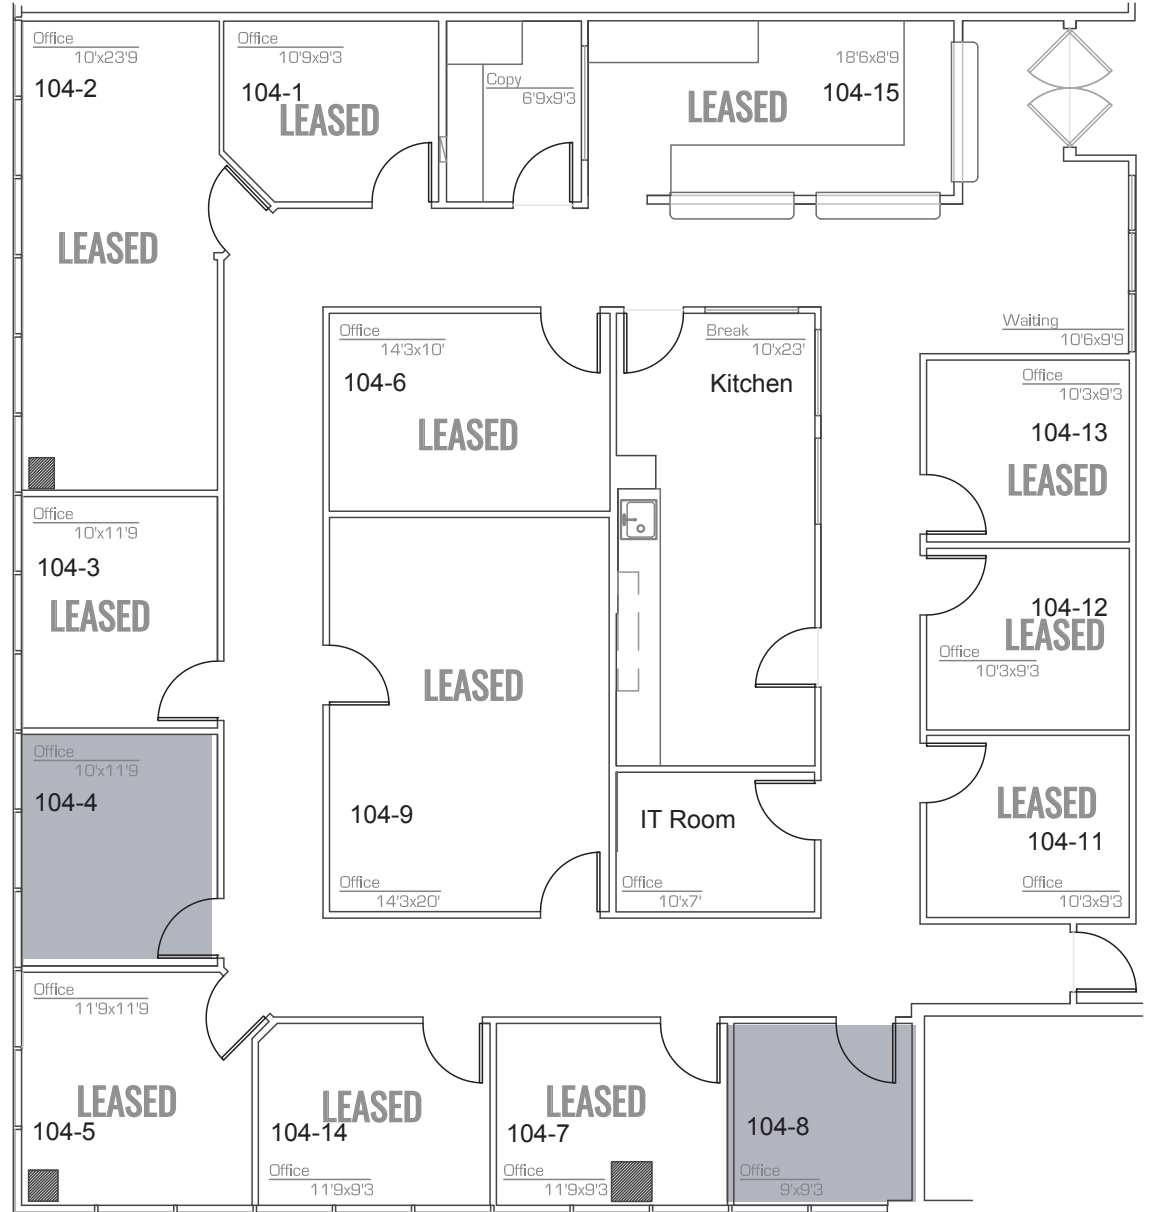 Office
10'x23'9
104-2
LEASED
Office
10'9x9'3
104-1
LEASED
Copy
6'9x9'3
18'6x8'9
104-15
LEASED
Waiting
10'6x9'9
Office
14'3x10'
104-6
LEASED
Break
10'x23'
Kitchen
Office
10'3x9'3
104-13
LEASED
Office
10'x11'9
104-3
LEASED
104-12
LEASED
Office
10'3x9'3
LEASED
104-9
Office
14'3x20'
IT Room
Office
10'x7'
LEASED
104-11
Office
10'3x9'3
Office
10'x11'9
104-4
Office
11'9x11'9
LEASED
104-5
LEASED
104-14
Office
11'9x9'3
LEASED
104-7
Office
11'9x9'3
104-8
Office
9'x9'3